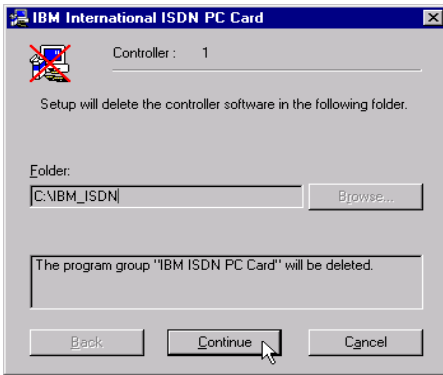 IBM International ISDN PC Card
Controller : 1
Setup will delete the controller software in the following folder.
Folder:
C:\IBM_ISDN
Browse...
The program group "IBM ISDN PC Card" will be deleted.
Back
Continue
Cancel